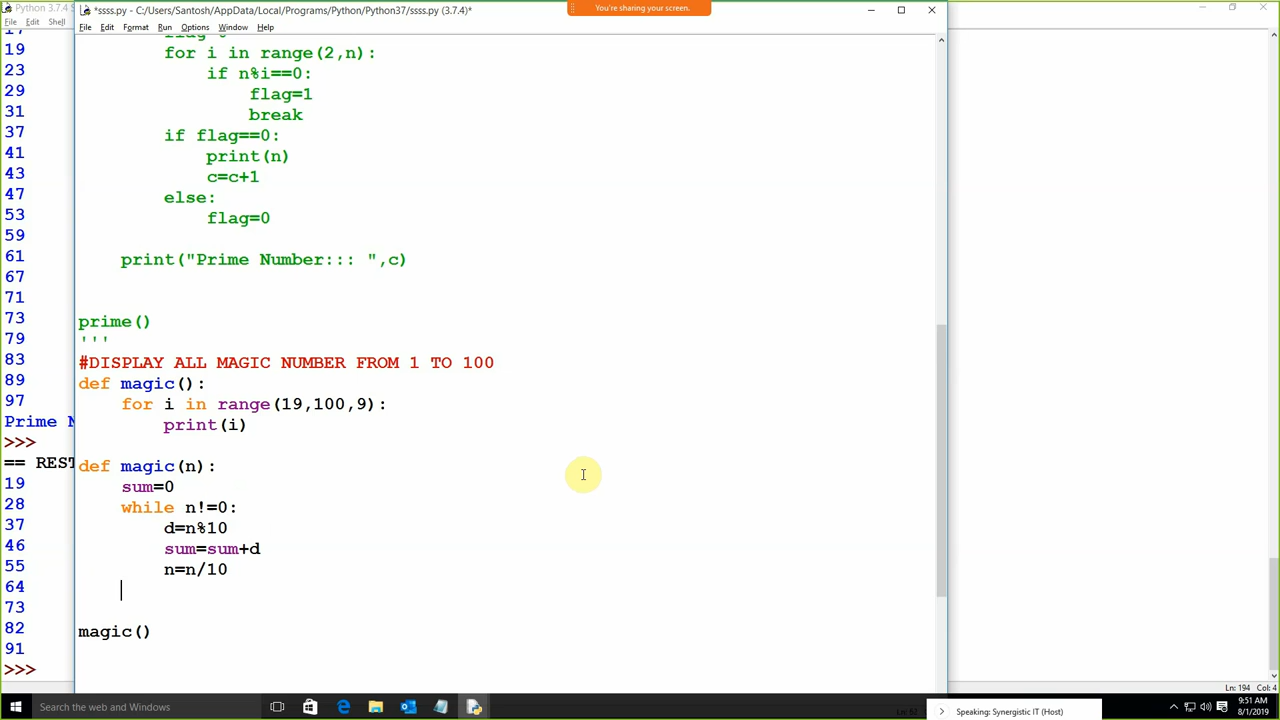 Python 3.7.4 S
*ssss.py - C:/Users/Santosh/AppData/Local/Programs/Python/Python37/ssss.py (3.7.4)*
You're sharing your screen.
File Edit Shell
File Edit Format Run Options Window Help
17
19
23
29
31
37
41
43
47
53
59
61
67
71
73
79
83
89
97
Prime N
>>>
== REST
19
28
37
46
55
64
73
82
91
>>>
for i in range(2,n):
if n%i==0:
flag=1
break
if flag==0:
print(n)
c=c+1
else:
flag=0
print("Prime Number::: ",c)
prime()
'''
#DISPLAY ALL MAGIC NUMBER FROM 1 TO 100
def magic():
for i in range(19,100,9):
print(i)
def magic(n):
sum=0
while n!=0:
d=n%10
sum=sum+d
n=n/10
magic()
Ln: 194 Col: 4
Search the web and Windows
Speaking: Synergistic IT (Host)
9:51 AM
8/1/2019